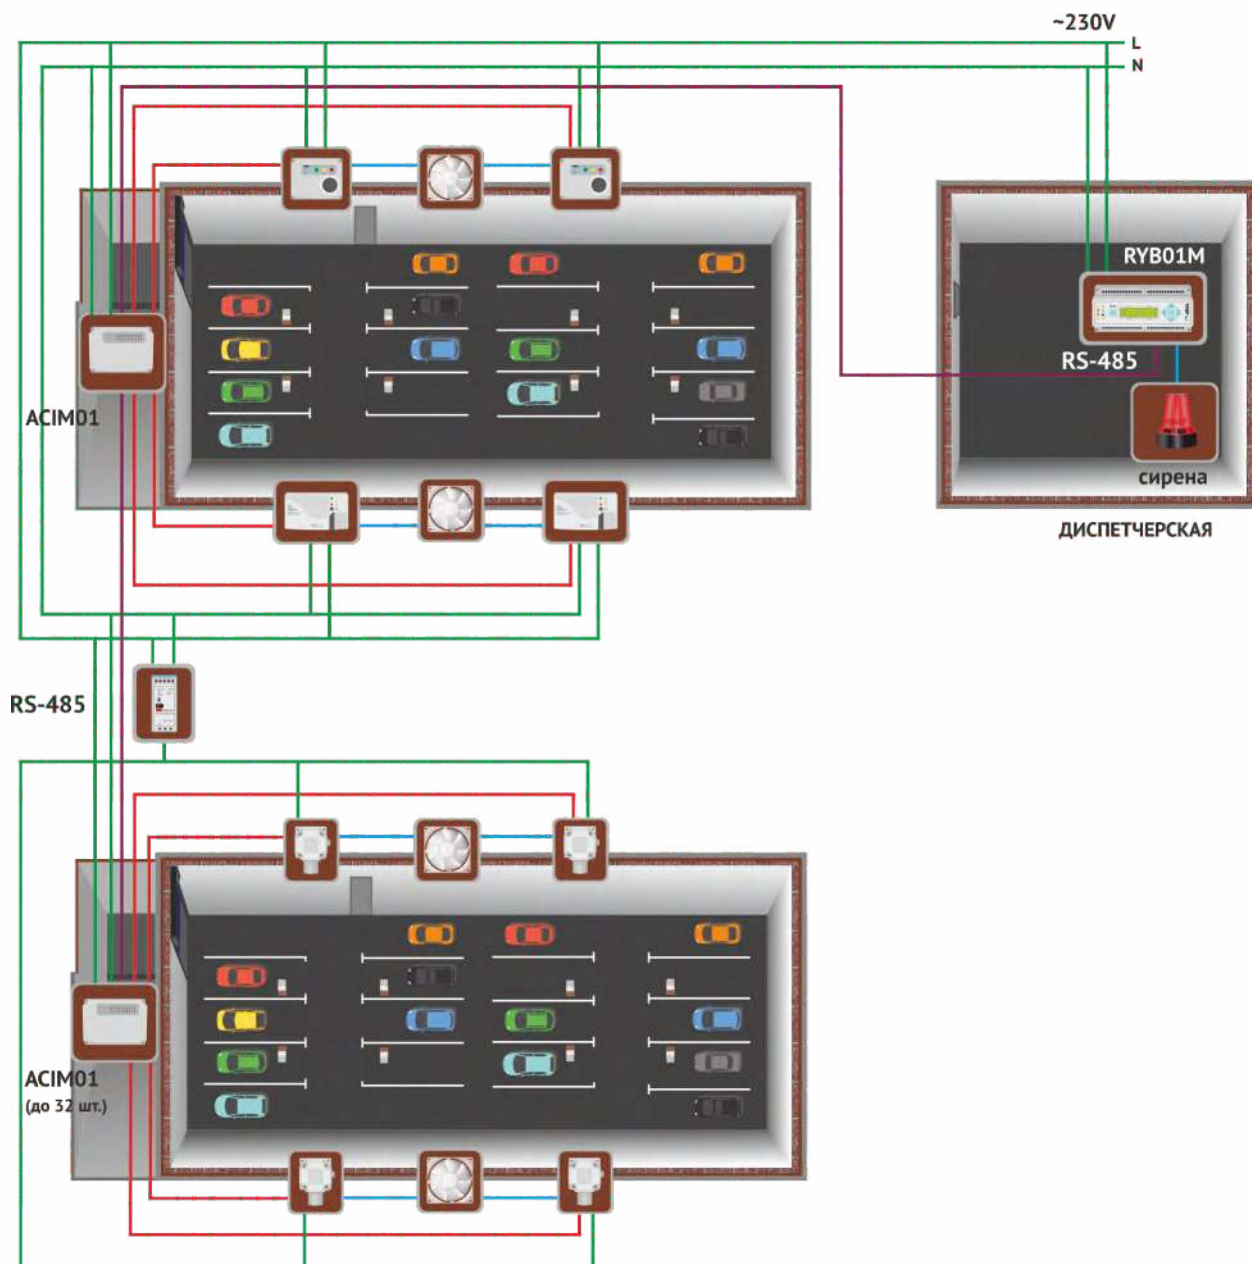 ~230V
L
N
RYB01M
RS-485
ACIM01
сирена
ДИСПЕТЧЕРСКАЯ
RS-485
ACIM01
(до 32 шт.)